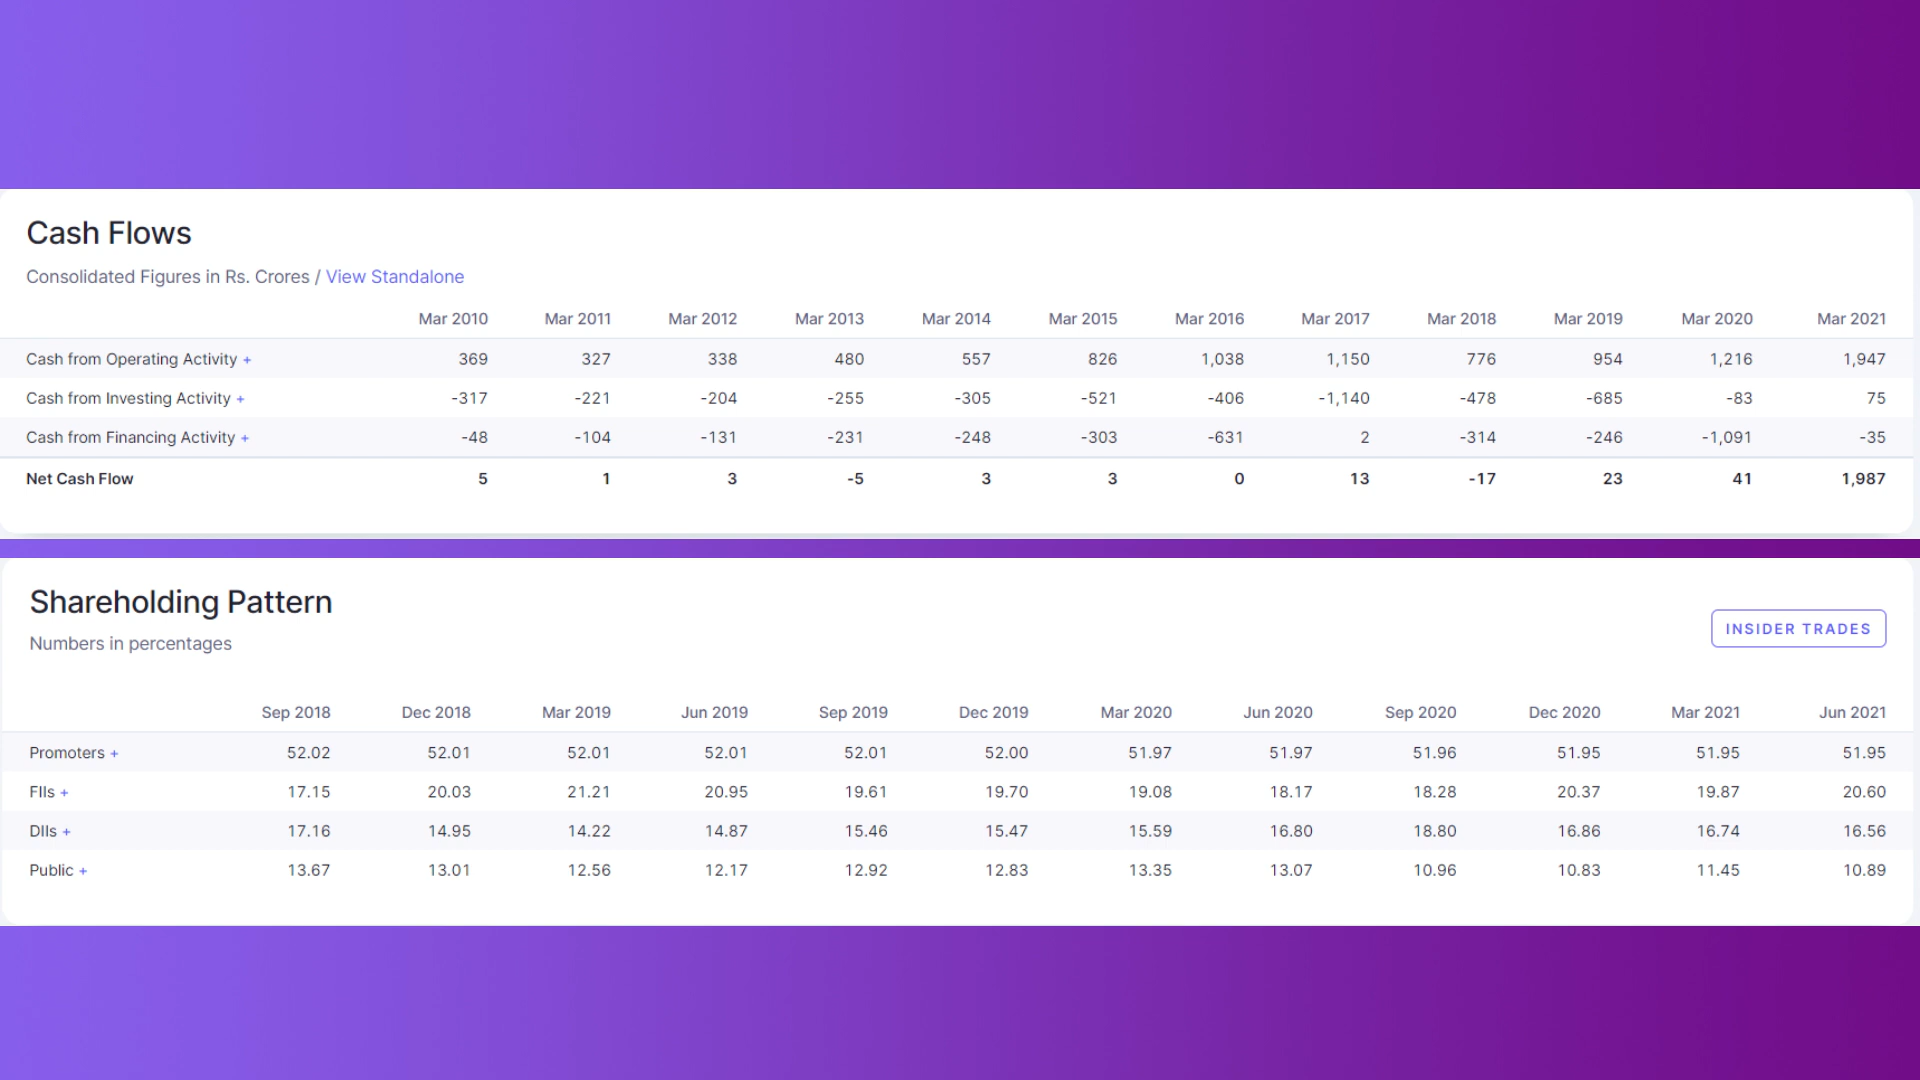 Cash Flows
Consolidated Figures in Rs. Crores / View Standalone
Mar 2010 Mar 2011 Mar 2012 Mar 2013 Mar 2014 Mar 2015 Mar 2016 Mar 2017 Mar 2018 Mar 2019 Mar 2020 Mar 2021
Cash from Operating Activity + 369 327 338 480 557 826 1,038 1,150 776 954 1,216 1,947
Cash from Investing Activity + -317 -221 -204 -255 -305 -521 -406 -1,140 -478 -685 -83 75
Cash from Financing Activity + -48 -104 -131 -231 -248 -303 -631 2 -314 -246 -1,091 -35
Net Cash Flow 5 1 3 -5 3 3 0 13 -17 23 41 1,987
Shareholding Pattern
Numbers in percentages
INSIDER TRADES
Sep 2018 Dec 2018 Mar 2019 Jun 2019 Sep 2019 Dec 2019 Mar 2020 Jun 2020 Sep 2020 Dec 2020 Mar 2021 Jun 2021
Promoters + 52.02 52.01 52.01 52.01 52.01 52.00 51.97 51.97 51.96 51.95 51.95 51.95
FIIs + 17.15 20.03 21.21 20.95 19.61 19.70 19.08 18.17 18.28 20.37 19.87 20.60
DIIs + 17.16 14.95 14.22 14.87 15.46 15.47 15.59 16.80 18.80 16.86 16.74 16.56
Public + 13.67 13.01 12.56 12.17 12.92 12.83 13.35 13.07 10.96 10.83 11.45 10.89